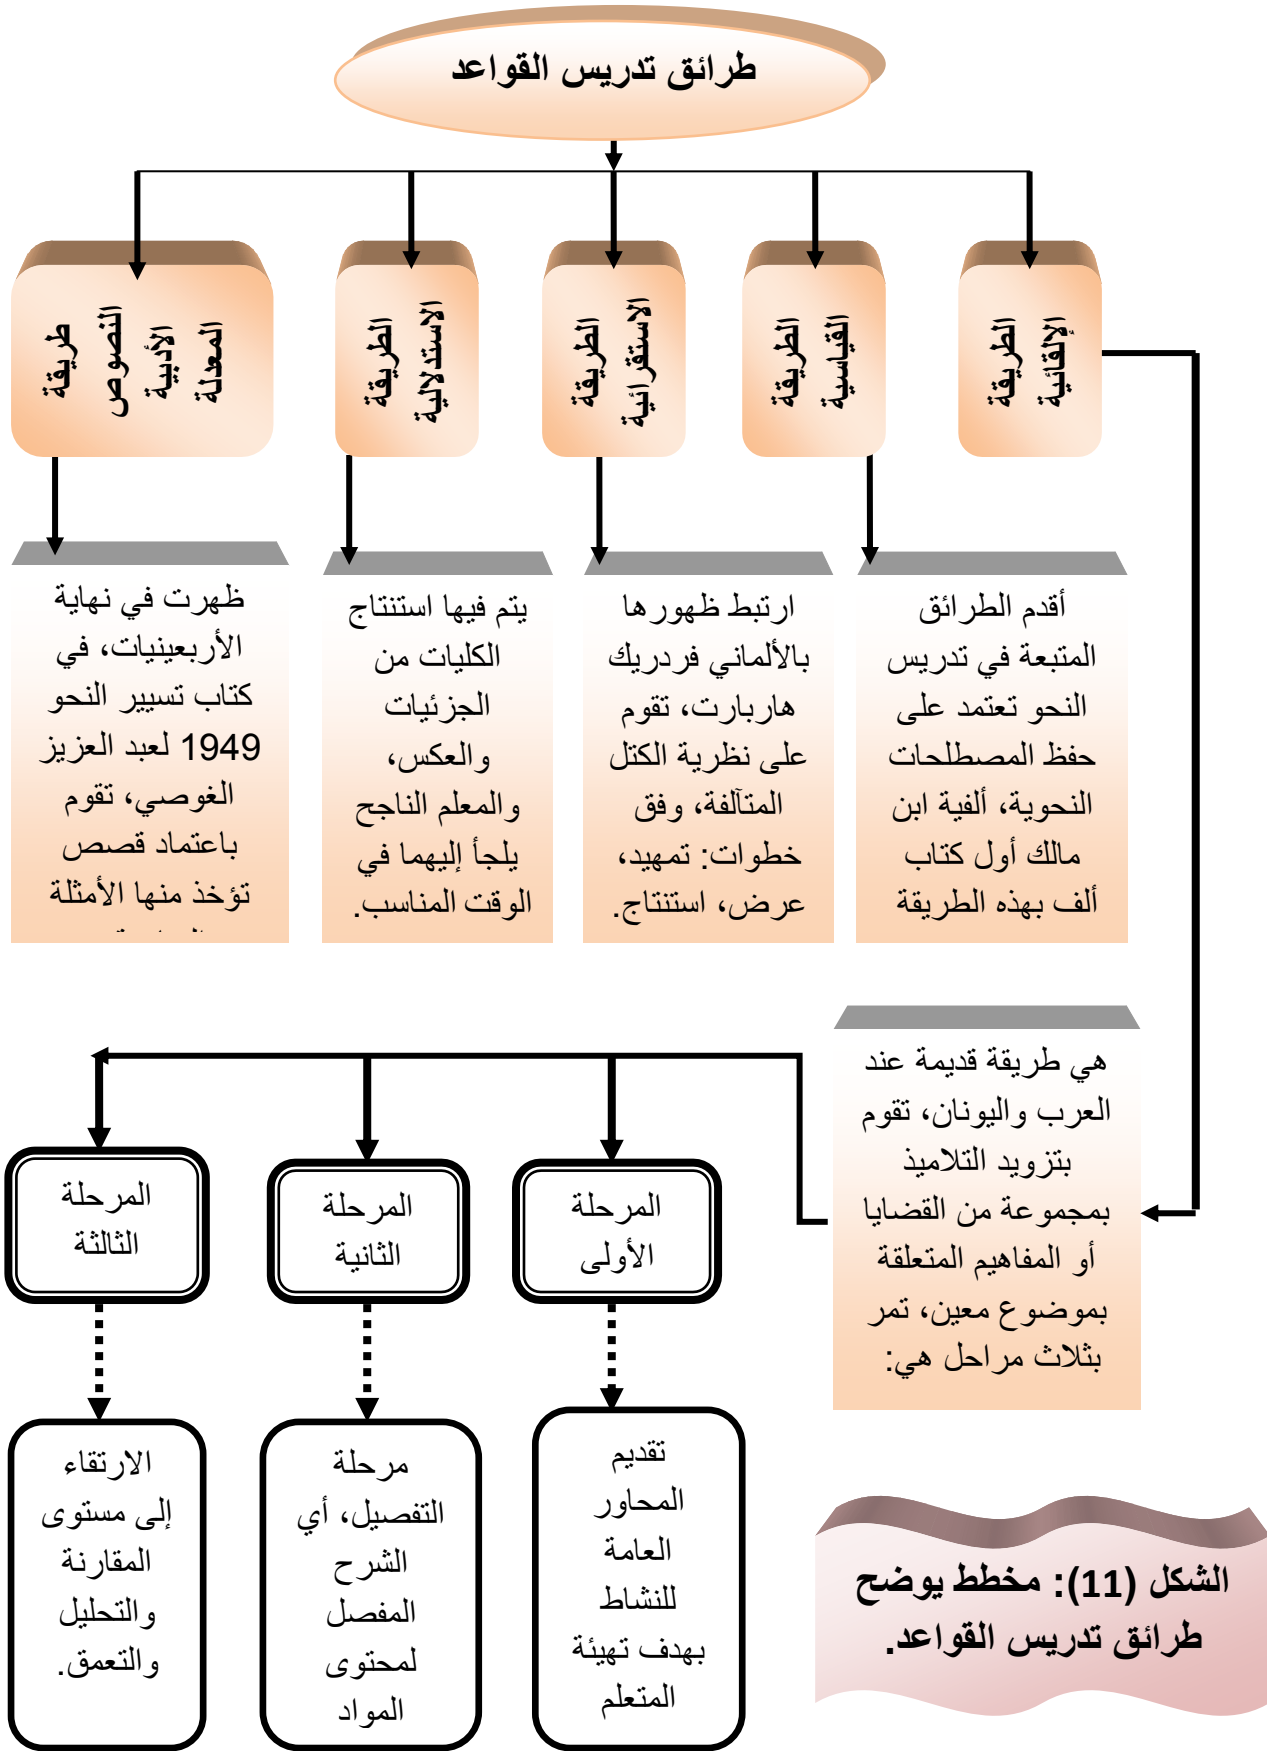 طرائق تدريس القواعد
الطريقة
الإلقائية
الطريقة
القياسية
الطريقة
الاستقرائية
الطريقة
الاستدلالية
طريقة
النصوص
الأدبية
المعدلة
أقدم الطرائق
المتبعة في تدريس
النحو تعتمد على
حفظ المصطلحات
النحوية، ألفية ابن
مالك أول كتاب
ألف بهذه الطريقة
ارتبط ظهورها
بالألماني فردريك
هاربارت، تقوم
على نظرية الكتل
المتآلفة، وفق
خطوات: تمهيد،
عرض، استنتاج.
يتم فيها استنتاج
الكليات من
الجزئيات
والعكس،
والمعلم الناجح
يلجأ إليهما في
الوقت المناسب.
ظهرت في نهاية
الأربعينيات، في
كتاب تسيير النحو
1949 لعبد العزيز
الغوصي، تقوم
باعتماد قصص
تؤخذ منها الأمثلة
هي طريقة قديمة عند
العرب واليونان، تقوم
بتزويد التلاميذ
بمجموعة من القضايا
أو المفاهيم المتعلقة
بموضوع معين، تمر
بثلاث مراحل هي:
المرحلة
الأولى
المرحلة
الثانية
المرحلة
الثالثة
تقديم
المحاور
العامة
للنشاط
بهدف تهيئة
المتعلم
مرحلة
التفصيل، أي
الشرح
المفصل
لمحتوى
المواد
الارتقاء
إلى مستوى
المقارنة
والتحليل
والتعمق.
الشكل (11): مخطط يوضح
طرائق تدريس القواعد.